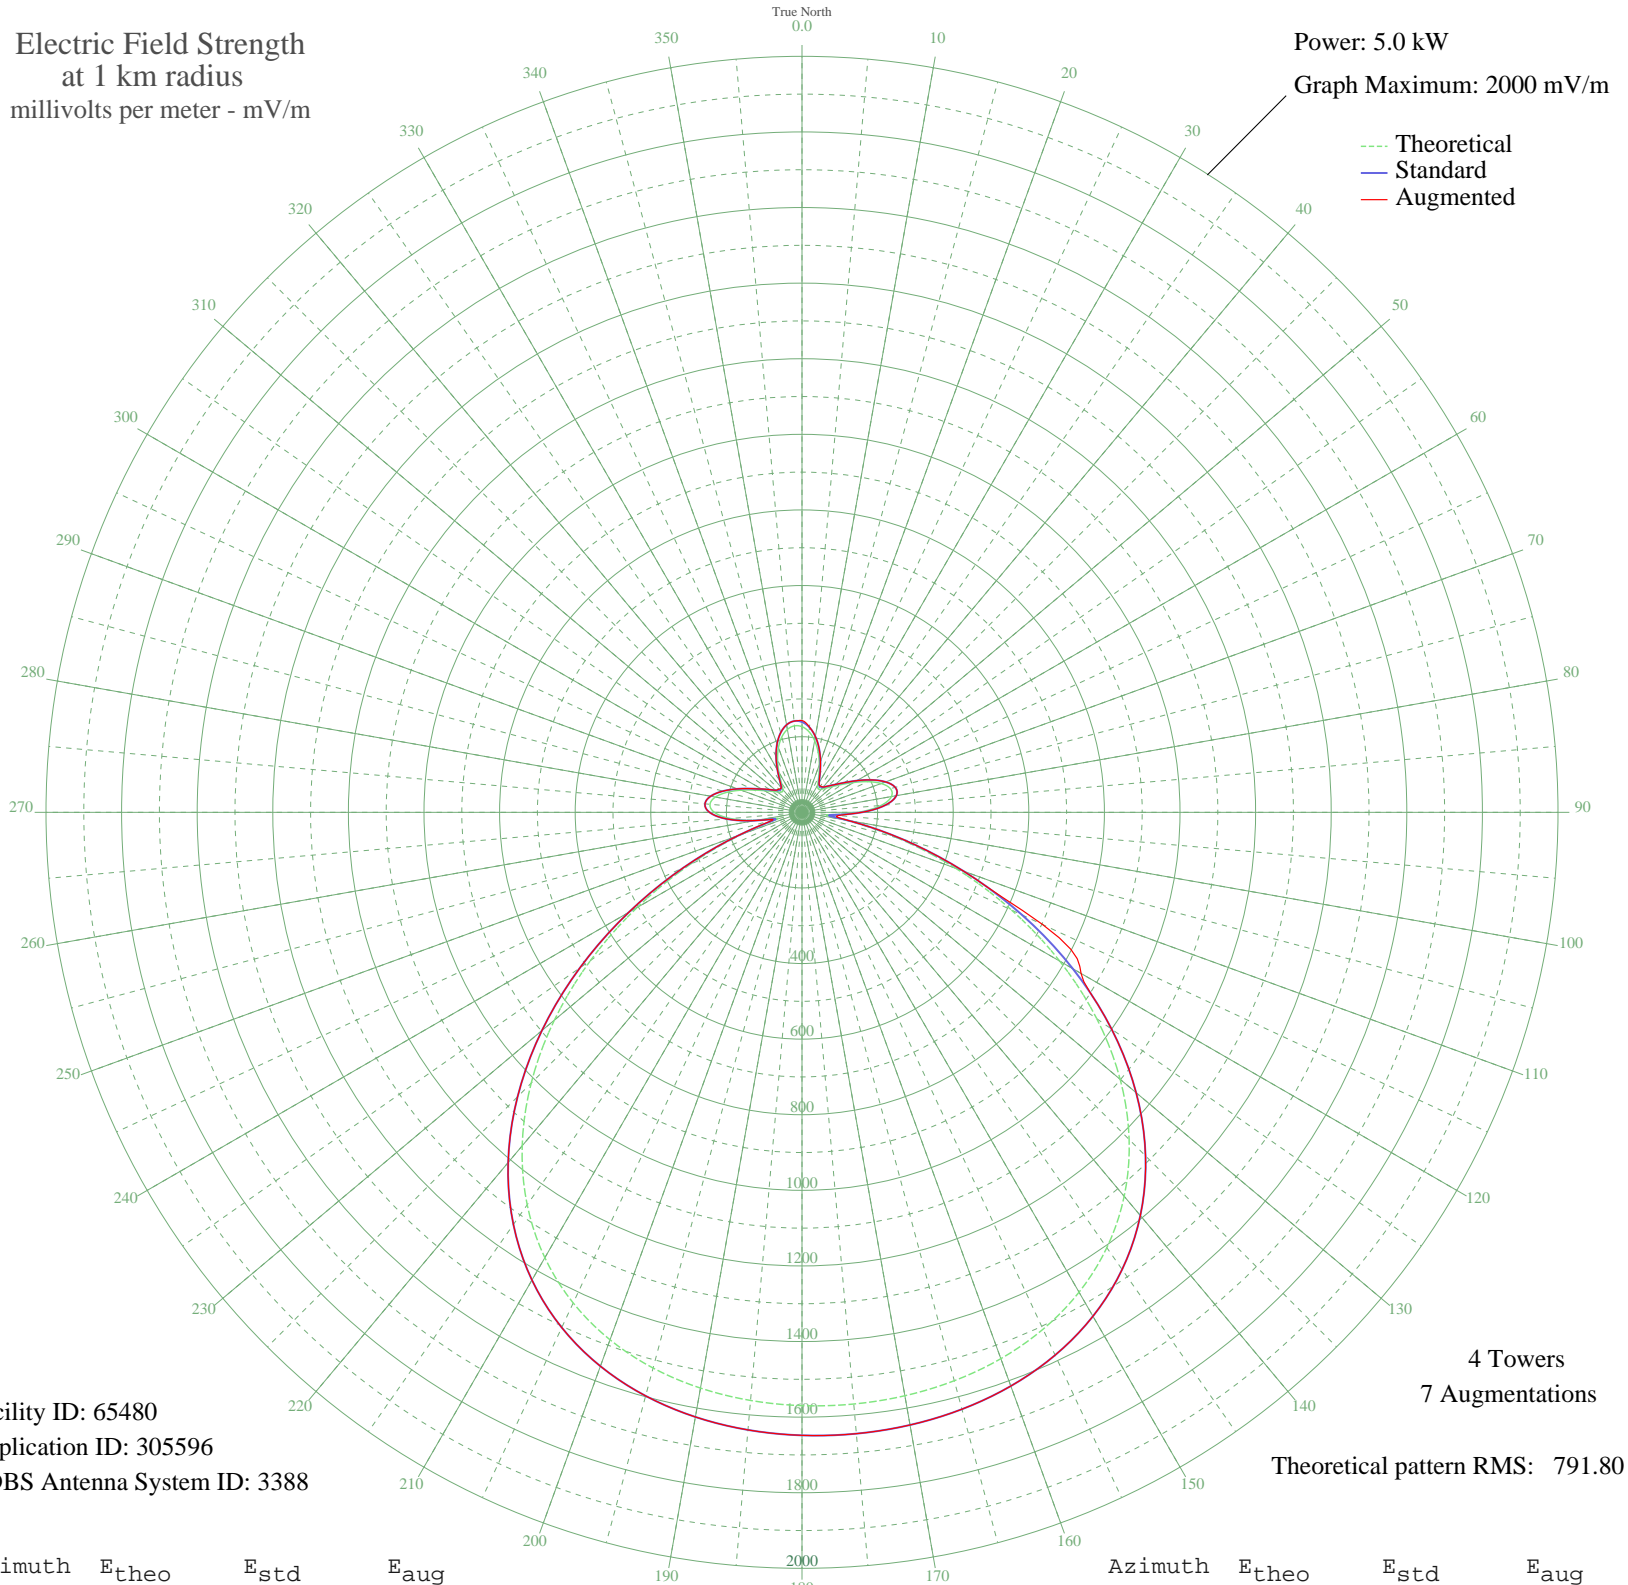 True North
0.0
Electric Field Strength
at 1 km radius
millivolts per meter - mV/m
Power: 5.0 kW
Graph Maximum: 2000 mV/m
Theoretical
Standard
Augmented
10
20
30
40
50
60
70
80
90
100
110
120
130
140
150
160
170
190
200
210
220
230
240
250
260
270
280
290
300
310
320
330
340
350
400
600
800
1000
1200
1400
1600
1800
2000
4 Towers
7 Augmentations
Theoretical pattern RMS: 791.80
cility ID: 65480
plication ID: 305596
DBS Antenna System ID: 3388
imuth Etheo Estd Eaug
Azimuth Etheo Estd Eaug